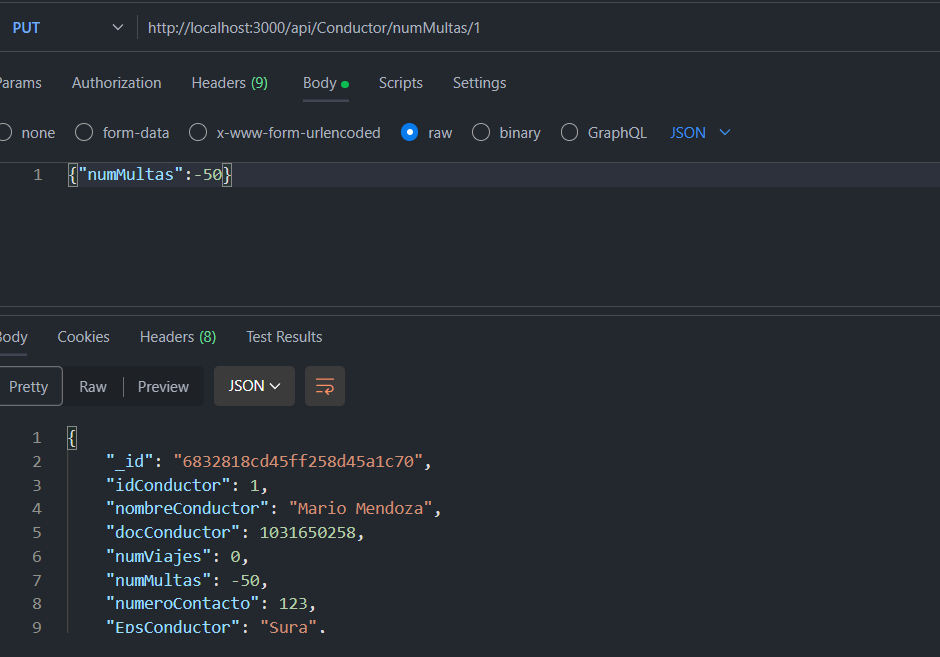 PUT http://localhost:3000/api/Conductor/numMultas/1
Params Authorization Headers (9) Body Scripts Settings
none form-data x-www-form-urlencoded raw binary GraphQL JSON
1 {"numMultas":-50}
Body Cookies Headers (8) Test Results
Pretty Raw Preview JSON
1 {
2 "_id": "6832818cd45ff258d45a1c70",
3 "idConductor": 1,
4 "nombreConductor": "Mario Mendoza",
5 "docConductor": 1031650258,
6 "numViajes": 0,
7 "numMultas": -50,
8 "numeroContacto": 123,
9 "EpsConductor": "Sura",